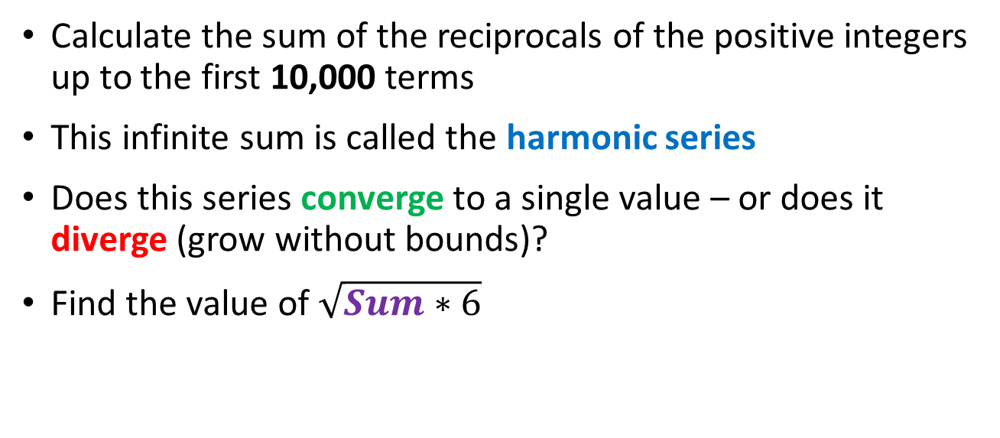 • Calculate the sum of the reciprocals of the positive integers
up to the first 10,000 terms
• This infinite sum is called the harmonic series
• Does this series converge to a single value – or does it
diverge (grow without bounds)?
• Find the value of √Sum * 6